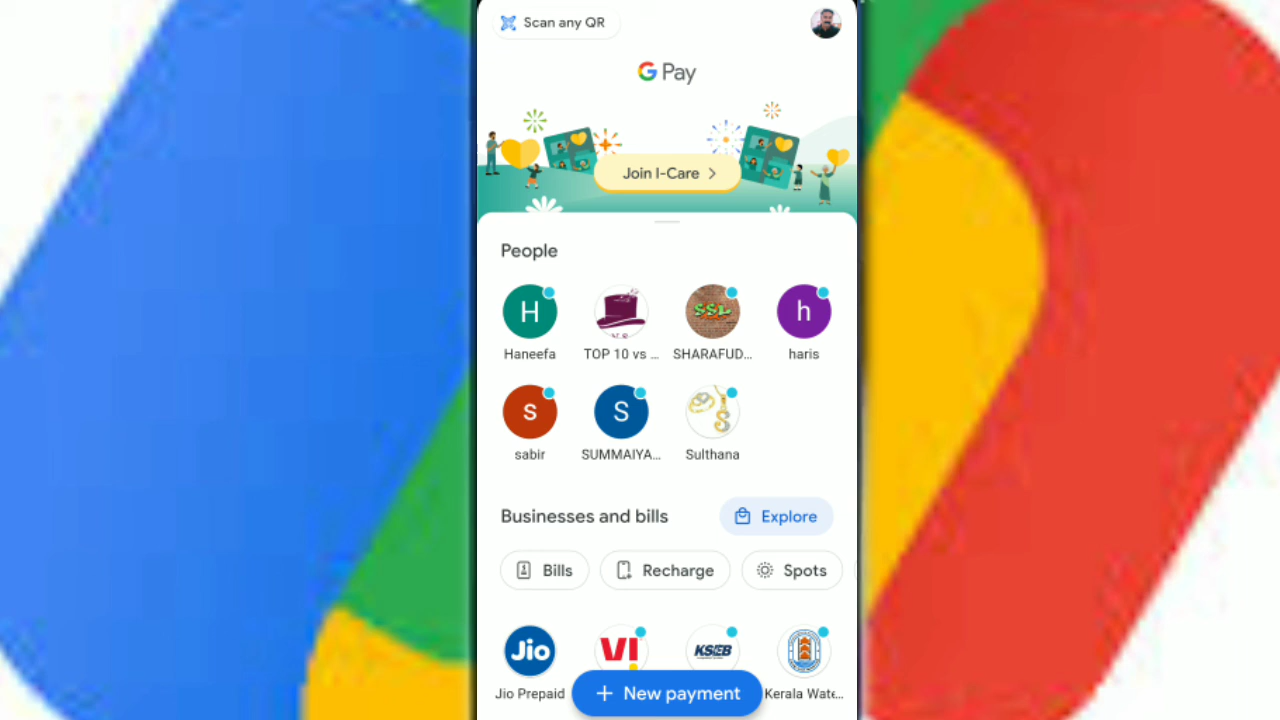 Scan any QR
G Pay
Join I-Care
People
H
SSL
h
Haneefa
TOP 10 vs ...
SHARAFUD...
haris
s
S
sabir
SUMMAIYA...
Sulthana
Businesses and bills
Explore
Bills
Recharge
Spots
Jio
VI
KSEB
Jio Prepaid
+ New payment
Kerala Wate...